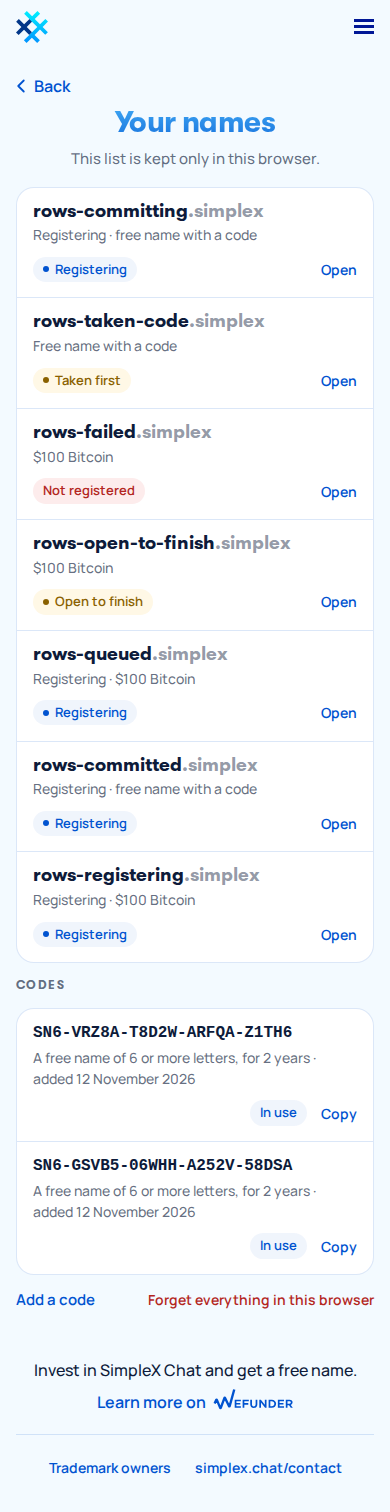 Back
Your names
This list is kept only in this browser.
rows-committing.simplex
Registering · free name with a code
Registering
Open
rows-taken-code.simplex
Free name with a code
Taken first
Open
rows-failed.simplex
$100 Bitcoin
Not registered
Open
rows-open-to-finish.simplex
$100 Bitcoin
Open to finish
Open
rows-queued.simplex
Registering · $100 Bitcoin
Registering
Open
rows-committed.simplex
Registering · free name with a code
Registering
Open
rows-registering.simplex
Registering · $100 Bitcoin
Registering
Open
CODES
SN6-VRZ8A-T8D2W-ARFQA-Z1TH6
A free name of 6 or more letters, for 2 years ·
added 12 November 2026
In use
Copy
SN6-GSVB5-06WHH-A252V-58DSA
A free name of 6 or more letters, for 2 years ·
added 12 November 2026
In use
Copy
Add a code
Forget everything in this browser
Invest in SimpleX Chat and get a free name.
Learn more on WEFUNDER
Trademark owners
simplex.chat/contact